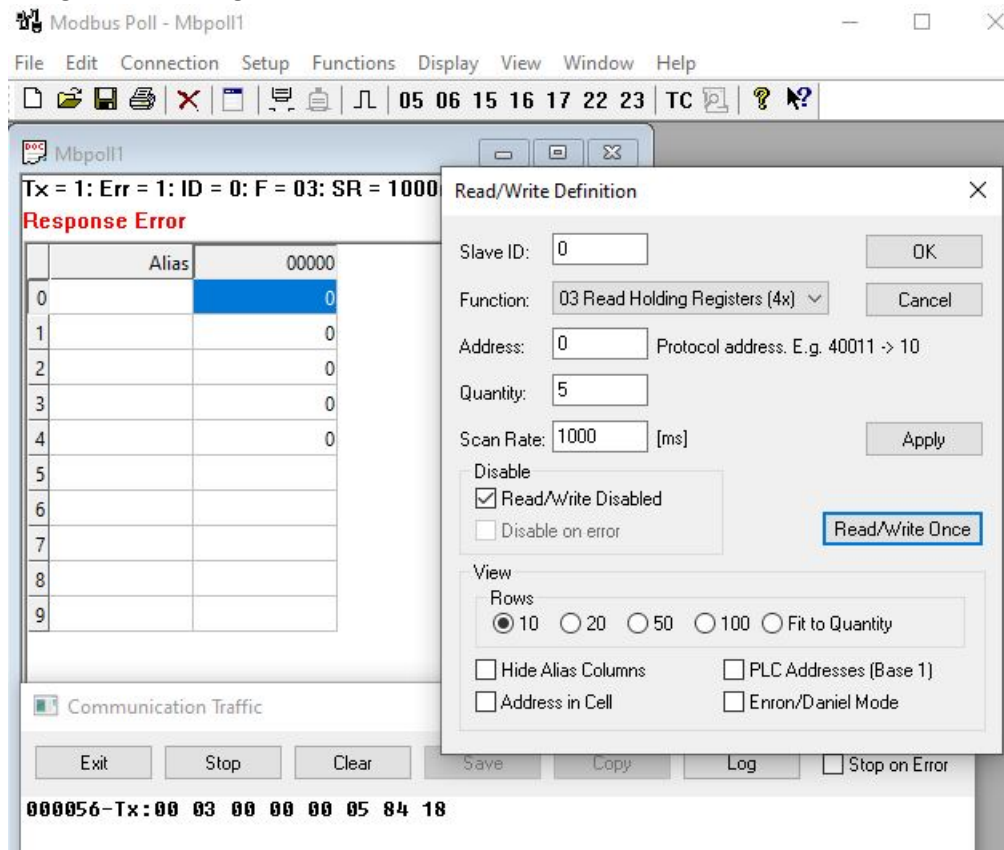 Modbus Poll - Mbpoll1
File Edit Connection Setup Functions Display View Window Help
05 06 15 16 17 22 23 TC
Mbpoll1
Tx = 1: Err = 1: ID = 0: F = 03: SR = 1000
Response Error
Alias 00000
0 0
1 0
2 0
3 0
4 0
5
6
7
8
9
Read/Write Definition
Slave ID: 0 OK
Function: 03 Read Holding Registers (4x) Cancel
Address: 0 Protocol address. E.g. 40011 -> 10
Quantity: 5
Scan Rate: 1000 [ms] Apply
Disable
Read/Write Disabled
Disable on error Read/Write Once
View
Rows
10 20 50 100 Fit to Quantity
Hide Alias Columns PLC Addresses (Base 1)
Address in Cell Enron/Daniel Mode
Communication Traffic
Exit Stop Clear Save Copy Log Stop on Error
000056-Tx:00 03 00 00 00 05 84 18